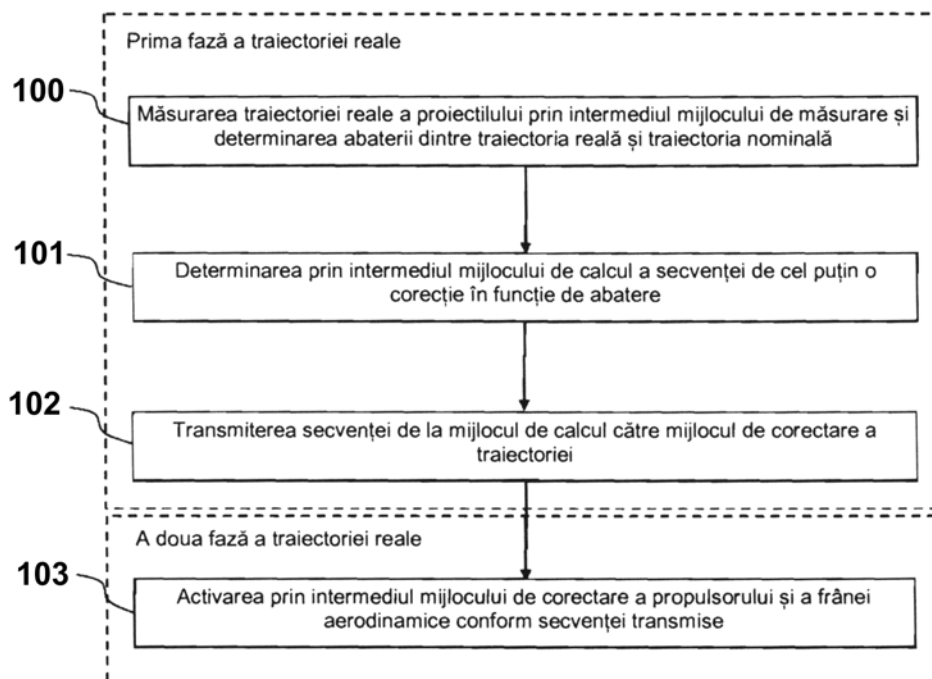 Prima fază a traiectoriei reale
100
Măsurarea traiectoriei reale a proiectilului prin intermediul mijlocului de măsurare și
determinarea abaterii dintre traiectoria reală și traiectoria nominală
101
Determinarea prin intermediul mijlocului de calcul a secvenței de cel puțin o
corecție în funcție de abatere
102
Transmiterea secvenței de la mijlocul de calcul către mijlocul de corectare a
traiectoriei
A doua fază a traiectoriei reale
103
Activarea prin intermediul mijlocului de corectare a propulsorului și a frânei
aerodinamice conform secvenței transmise